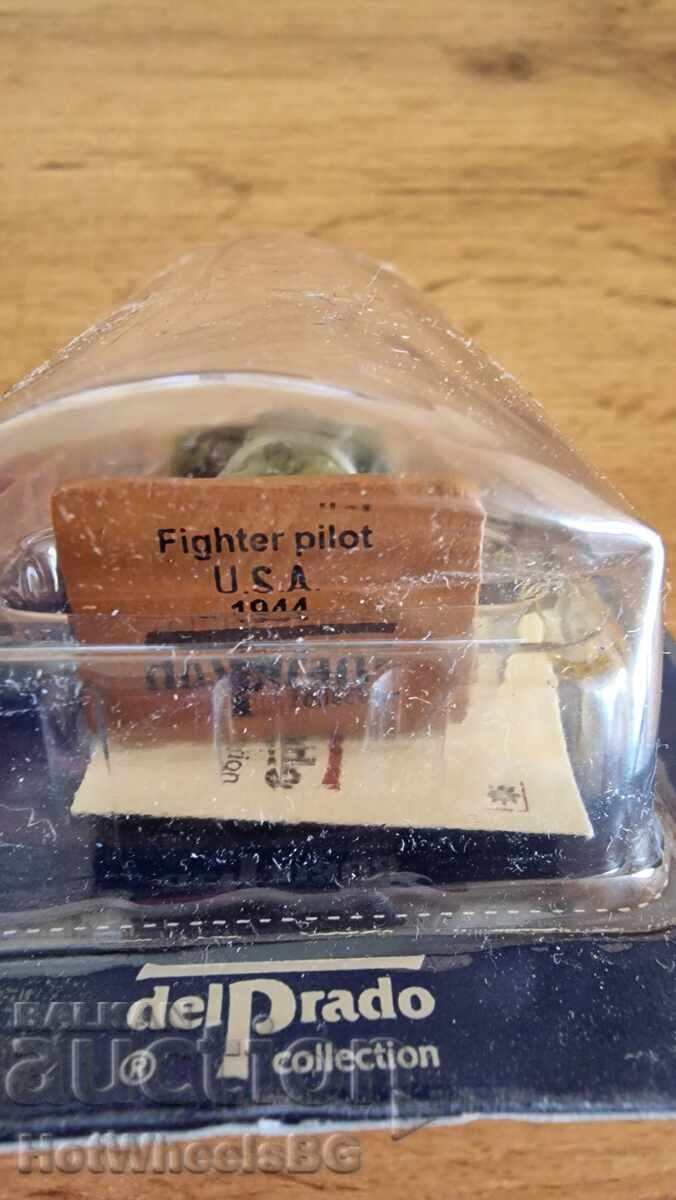 Fighter pilot
U.S.A.
1944
delPrado
® collection
BALKAN
auction
HotWheelsBG